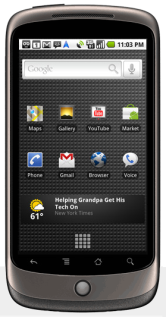 11:03 PM
Google
Maps Gallery YouTube Market
Phone Gmail Browser Voice
Helping Grandpa Get His
Tech On
61° New York Times